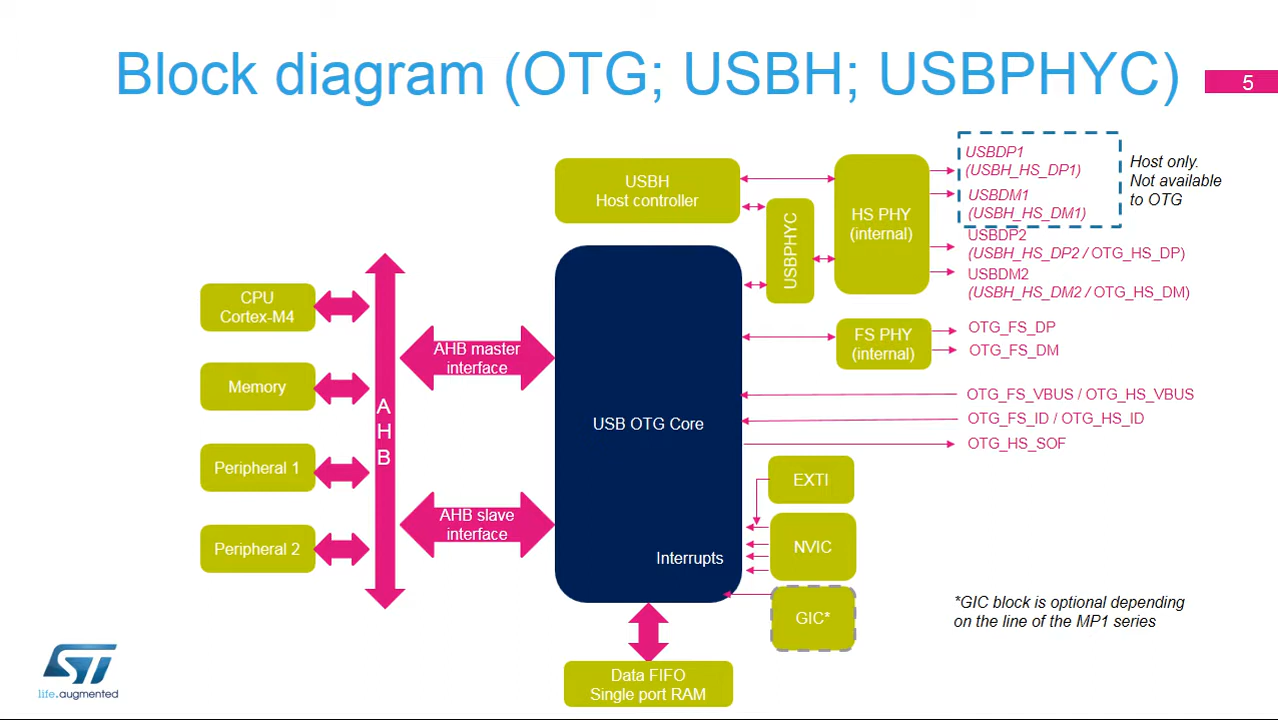 Block diagram (OTG; USBH; USBPHYC)
5
USBH
Host controller
USBPHYC
HS PHY
(internal)
USBDP1
(USBH_HS_DP1)
USBDM1
(USBH_HS_DM1)
Host only.
Not available
to OTG
USBDP2
(USBH_HS_DP2 / OTG_HS_DP)
USBDM2
(USBH_HS_DM2 / OTG_HS_DM)
CPU
Cortex-M4
Memory
Peripheral 1
Peripheral 2
A
H
B
AHB master
interface
AHB slave
interface
USB OTG Core
Interrupts
FS PHY
(internal)
OTG_FS_DP
OTG_FS_DM
OTG_FS_VBUS / OTG_HS_VBUS
OTG_FS_ID / OTG_HS_ID
OTG_HS_SOF
EXTI
NVIC
GIC*
*GIC block is optional depending
on the line of the MP1 series
Data FIFO
Single port RAM
ST
life.augmented